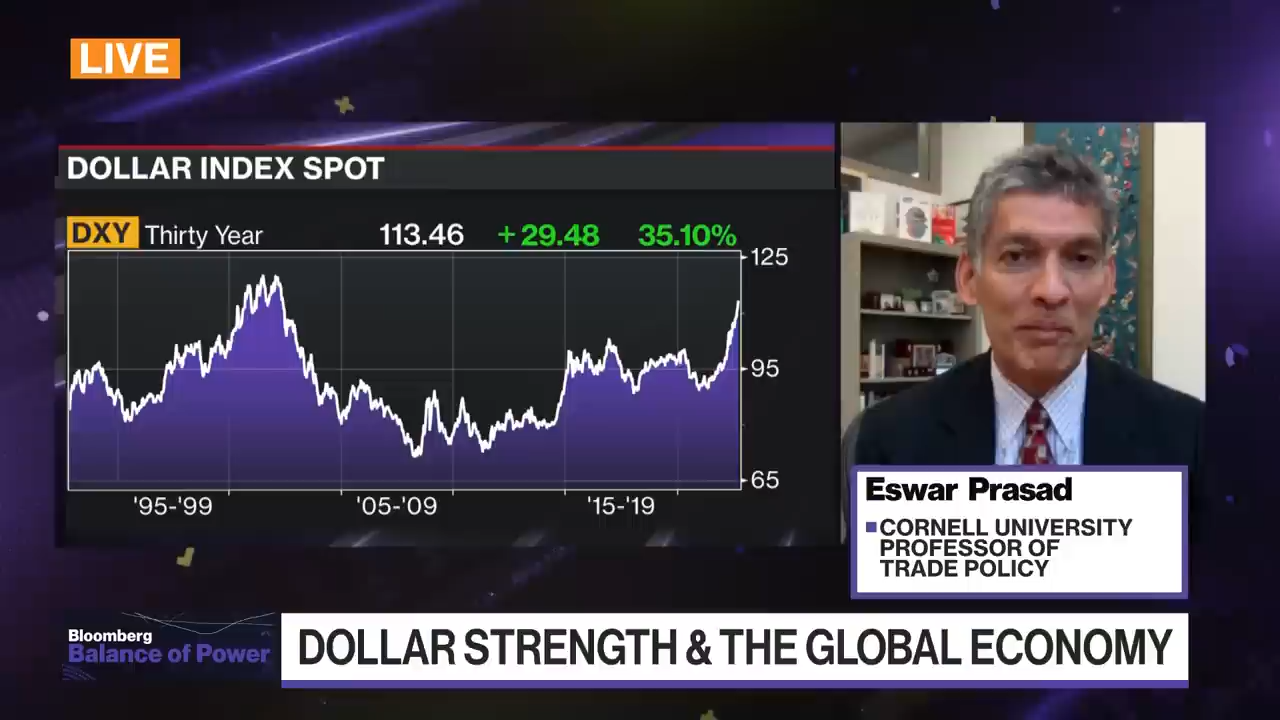 LIVE
DOLLAR INDEX SPOT
DXY Thirty Year 113.46 +29.48 35.10%
125
95
65
'95-'99 '05-'09 '15-'19
Eswar Prasad
CORNELL UNIVERSITY
PROFESSOR OF
TRADE POLICY
Bloomberg
Balance of Power
DOLLAR STRENGTH & THE GLOBAL ECONOMY